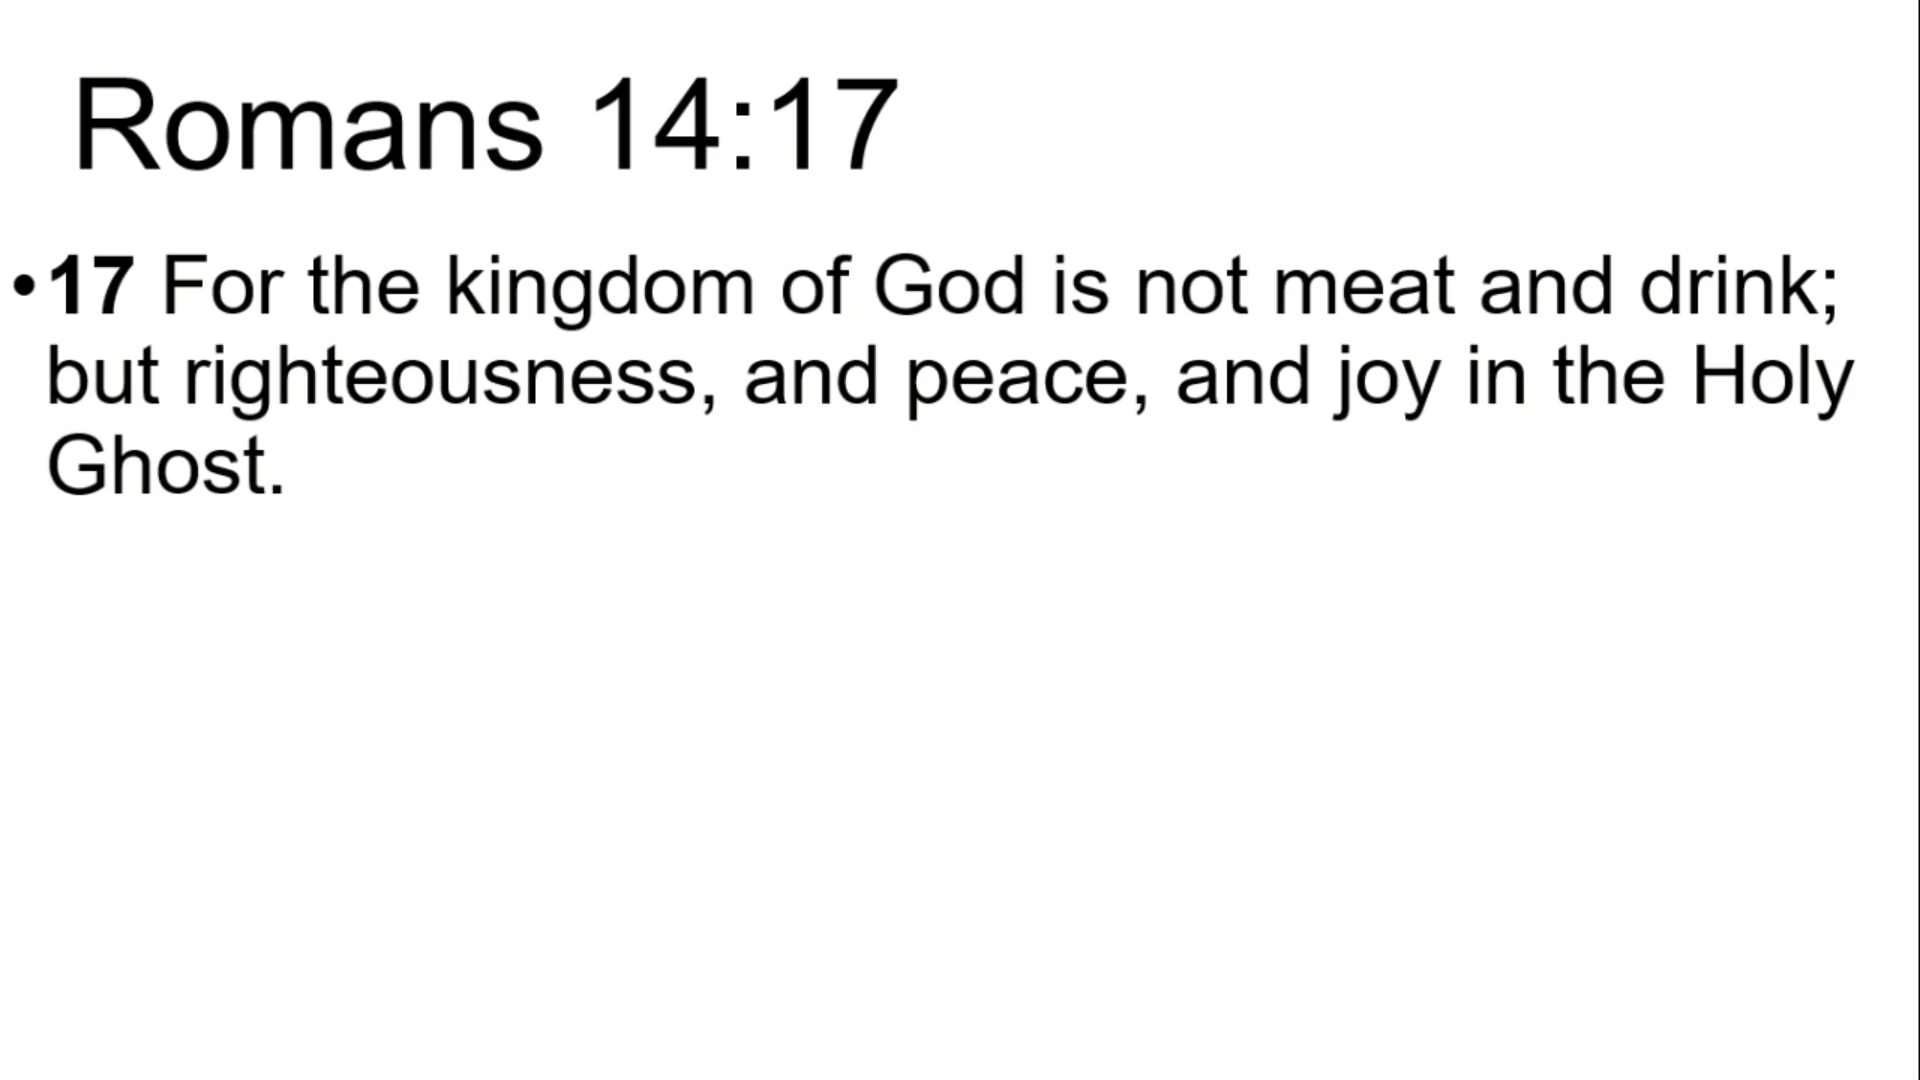 Romans 14:17
•17 For the kingdom of God is not meat and drink;
but righteousness, and peace, and joy in the Holy
Ghost.